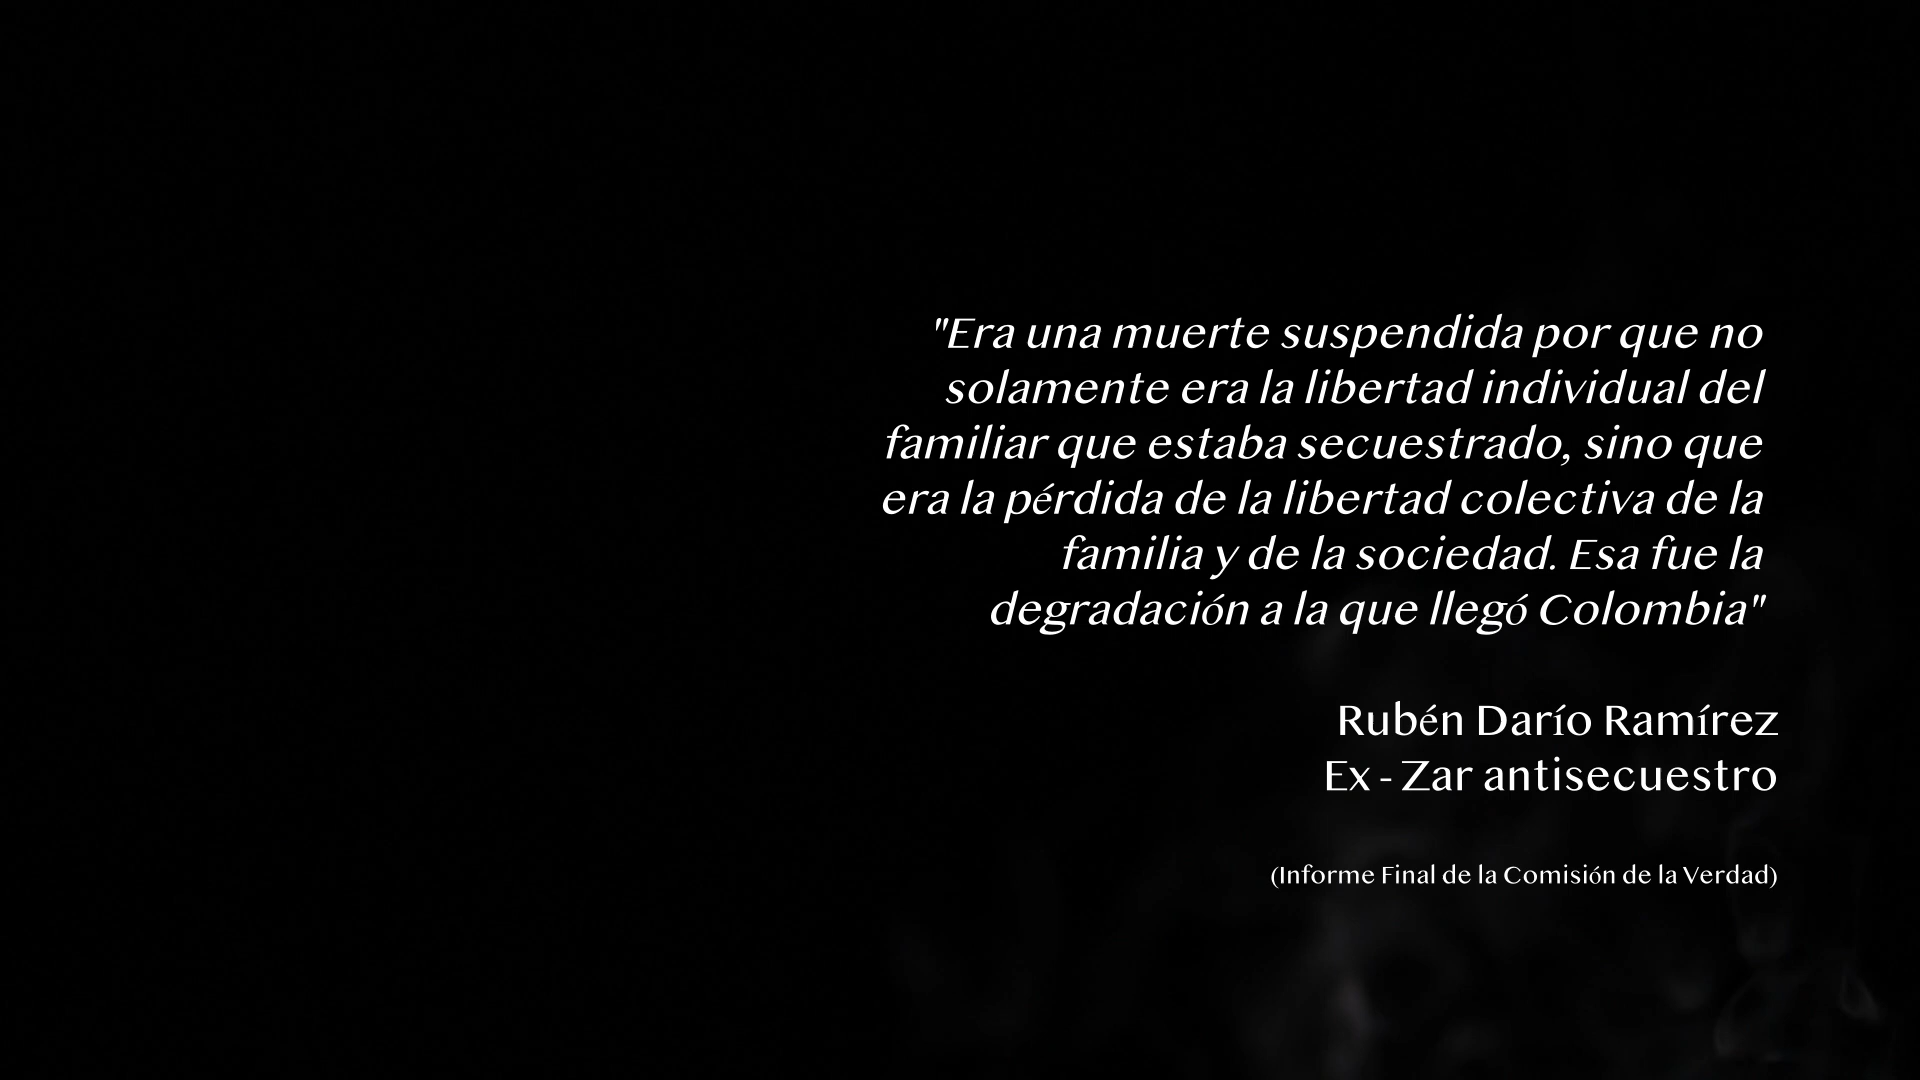 "Era una muerte suspendida por que no
solamente era la libertad individual del
familiar que estaba secuestrado, sino que
era la pérdida de la libertad colectiva de la
familia y de la sociedad. Esa fue la
degradación a la que llegó Colombia"
Rubén Darío Ramírez
Ex - Zar antisecuestro
(Informe Final de la Comisión de la Verdad)